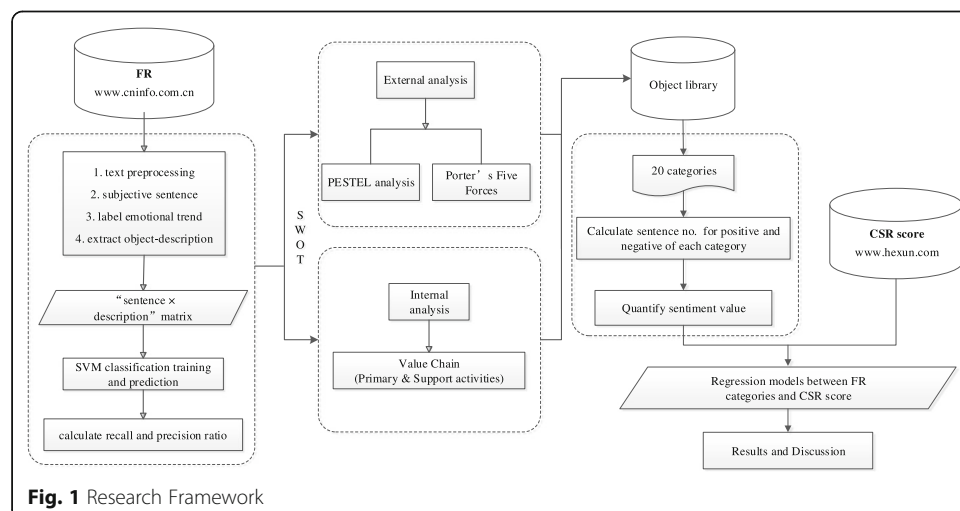 FR
www.cninfo.com.cn
1. text preprocessing
2. subjective sentence
3. label emotional trend
4. extract object-description
“sentence ×
description” matrix
SVM classification training
and prediction
calculate recall and precision ratio
S
W
O
T
External analysis
PESTEL analysis
Porter’s Five
Forces
Internal
analysis
Value Chain
(Primary & Support activities)
Object library
20 categories
Calculate sentence no. for positive and
negative of each category
Quantify sentiment value
CSR score
www.hexun.com
Regression models between FR
categories and CSR score
Results and Discussion
Fig. 1 Research Framework